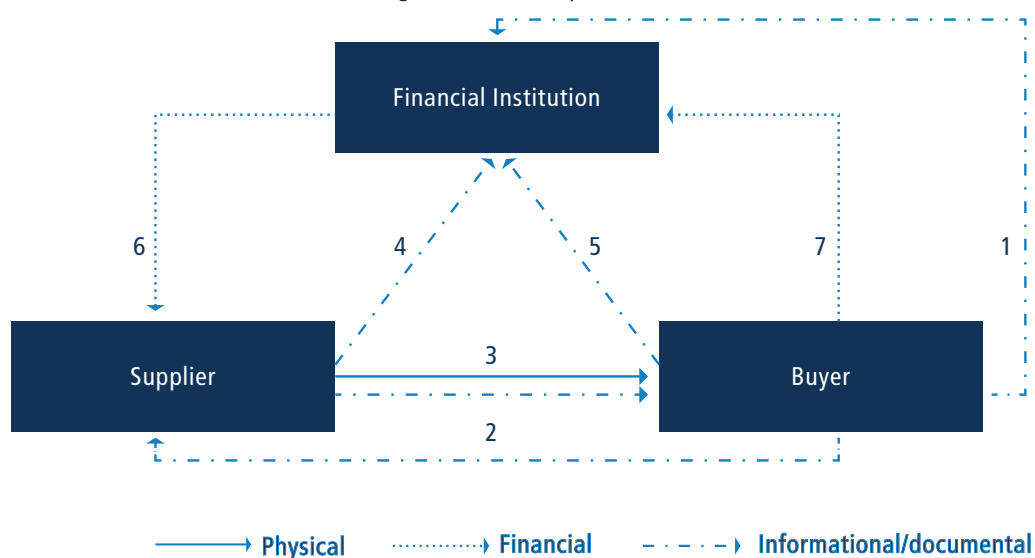 Financial Institution
6
4
5
7
1
3
Supplier
Buyer
2
Physical
Financial
Informational/documental